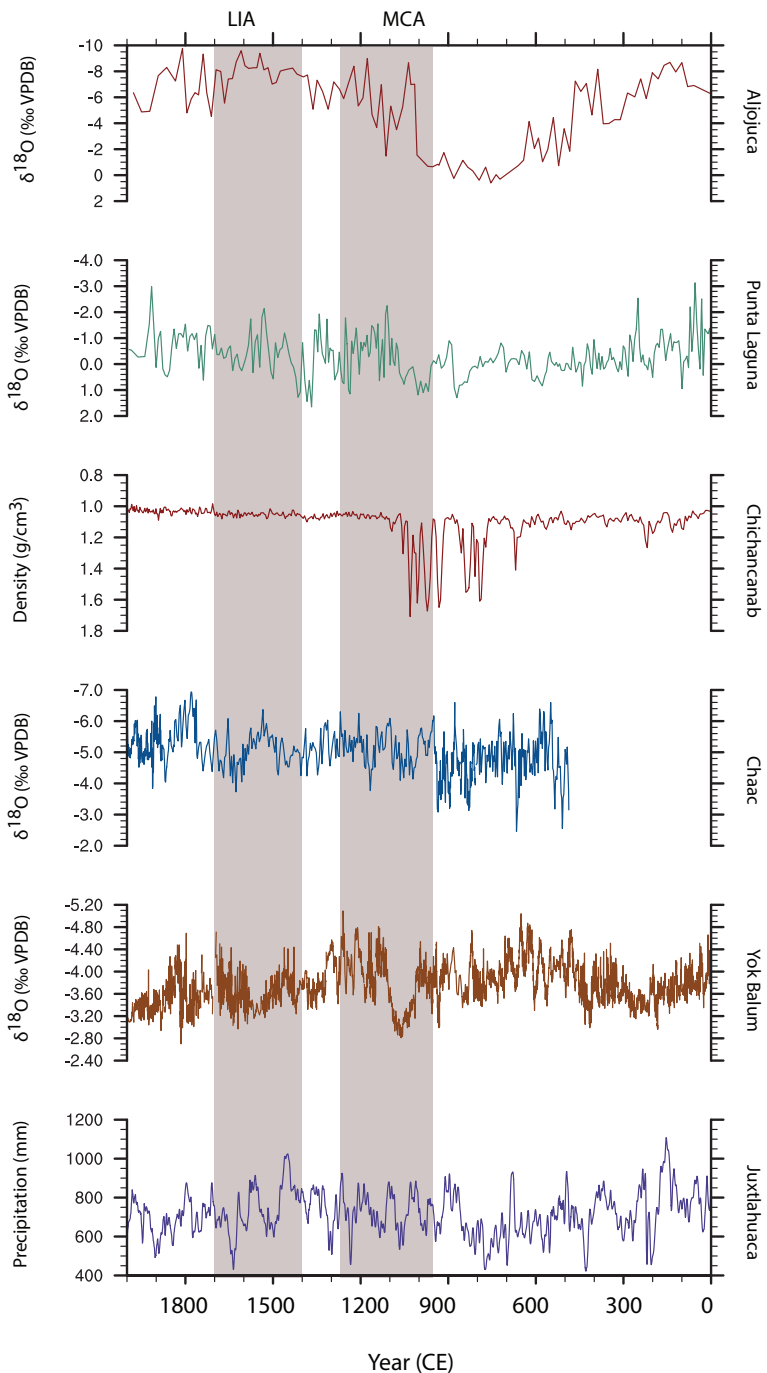 LIA MCA
-10
-8
-6
-4
-2
0
2
δ18O (‰ VPDB)
Aljojuca
-4.0
-3.0
-2.0
-1.0
0.0
1.0
2.0
δ18O (‰ VPDB)
Punta Laguna
0.8
1.0
1.2
1.4
1.6
1.8
Density (g/cm3)
Chichancanab
-7.0
-6.0
-5.0
-4.0
-3.0
-2.0
δ18O (‰ VPDB)
Chaac
-5.20
-4.80
-4.40
-4.00
-3.60
-3.20
-2.80
-2.40
δ18O (‰ VPDB)
Yok Balum
1200
1000
800
600
400
Precipitation (mm)
Juxtlahuaca
1800 1500 1200 900 600 300 0
Year (CE)